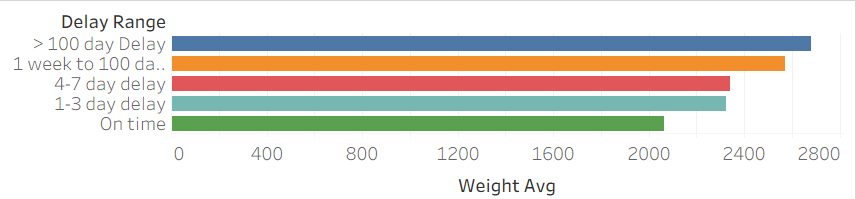 Delay Range
> 100 day Delay
1 week to 100 da..
4-7 day delay
1-3 day delay
On time
0 400 800 1200 1600 2000 2400 2800
Weight Avg